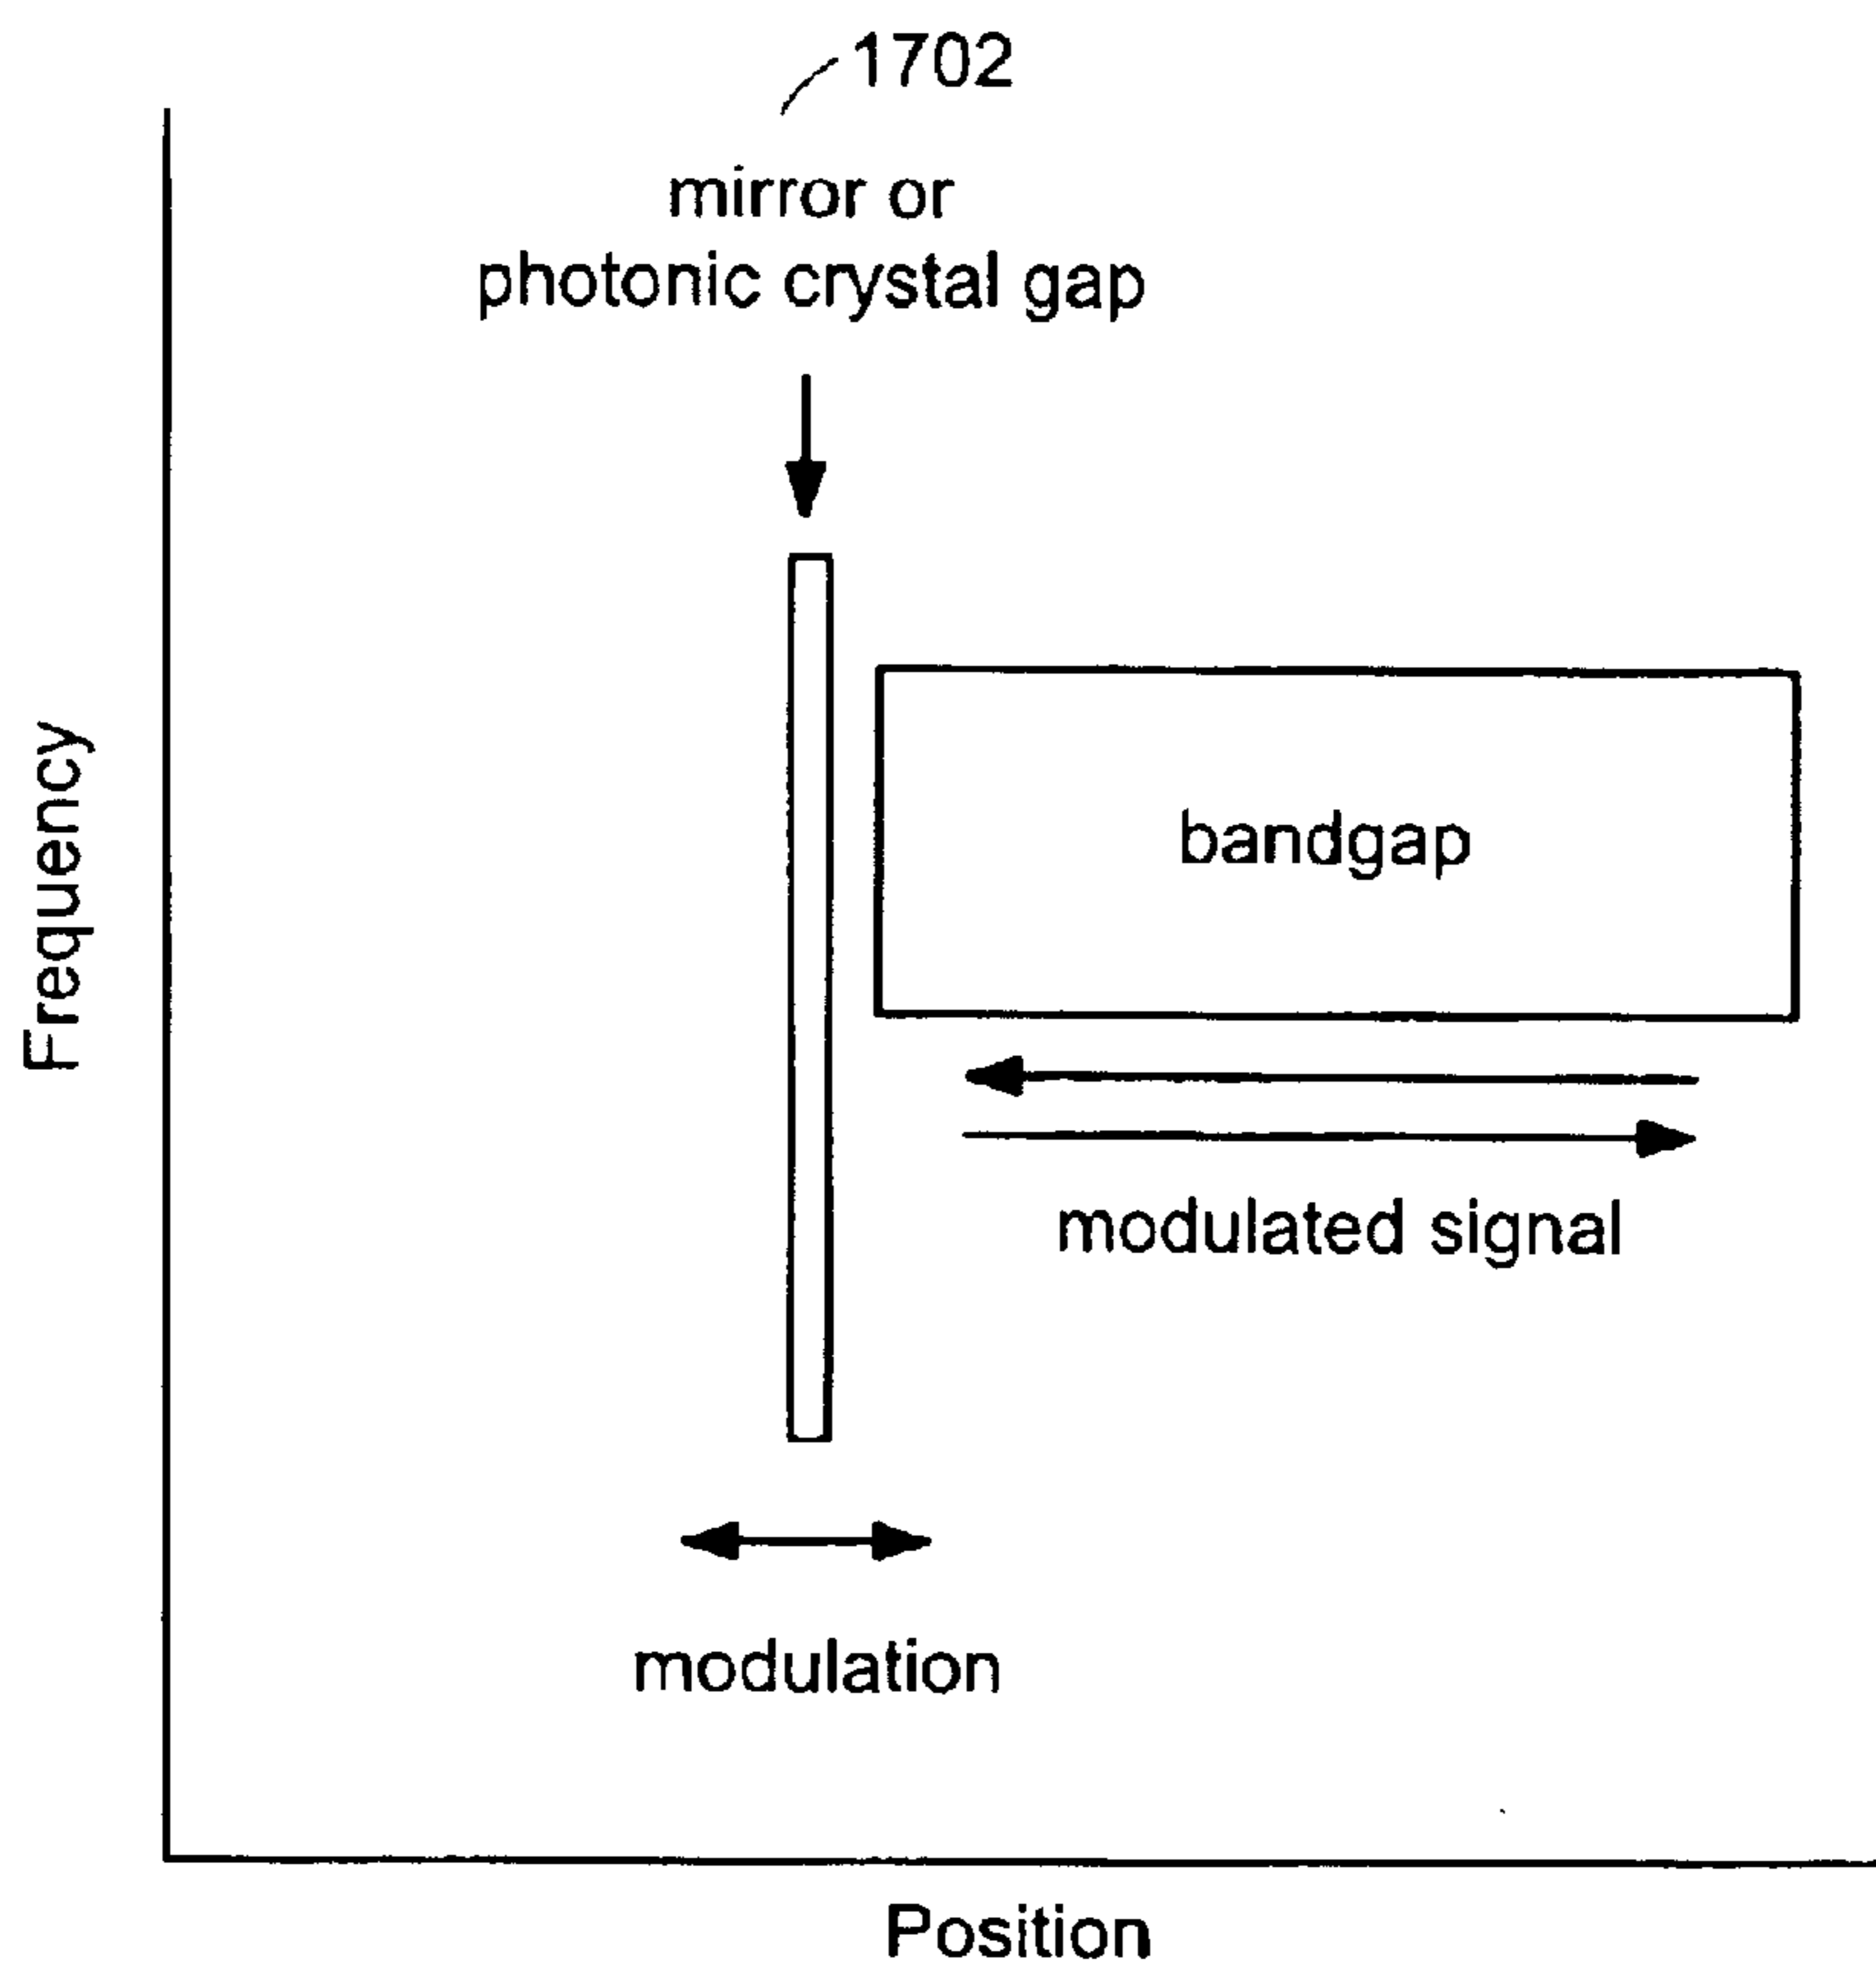 1702
mirror or
photonic crystal gap
Frequency
bandgap
modulated signal
modulation
Position